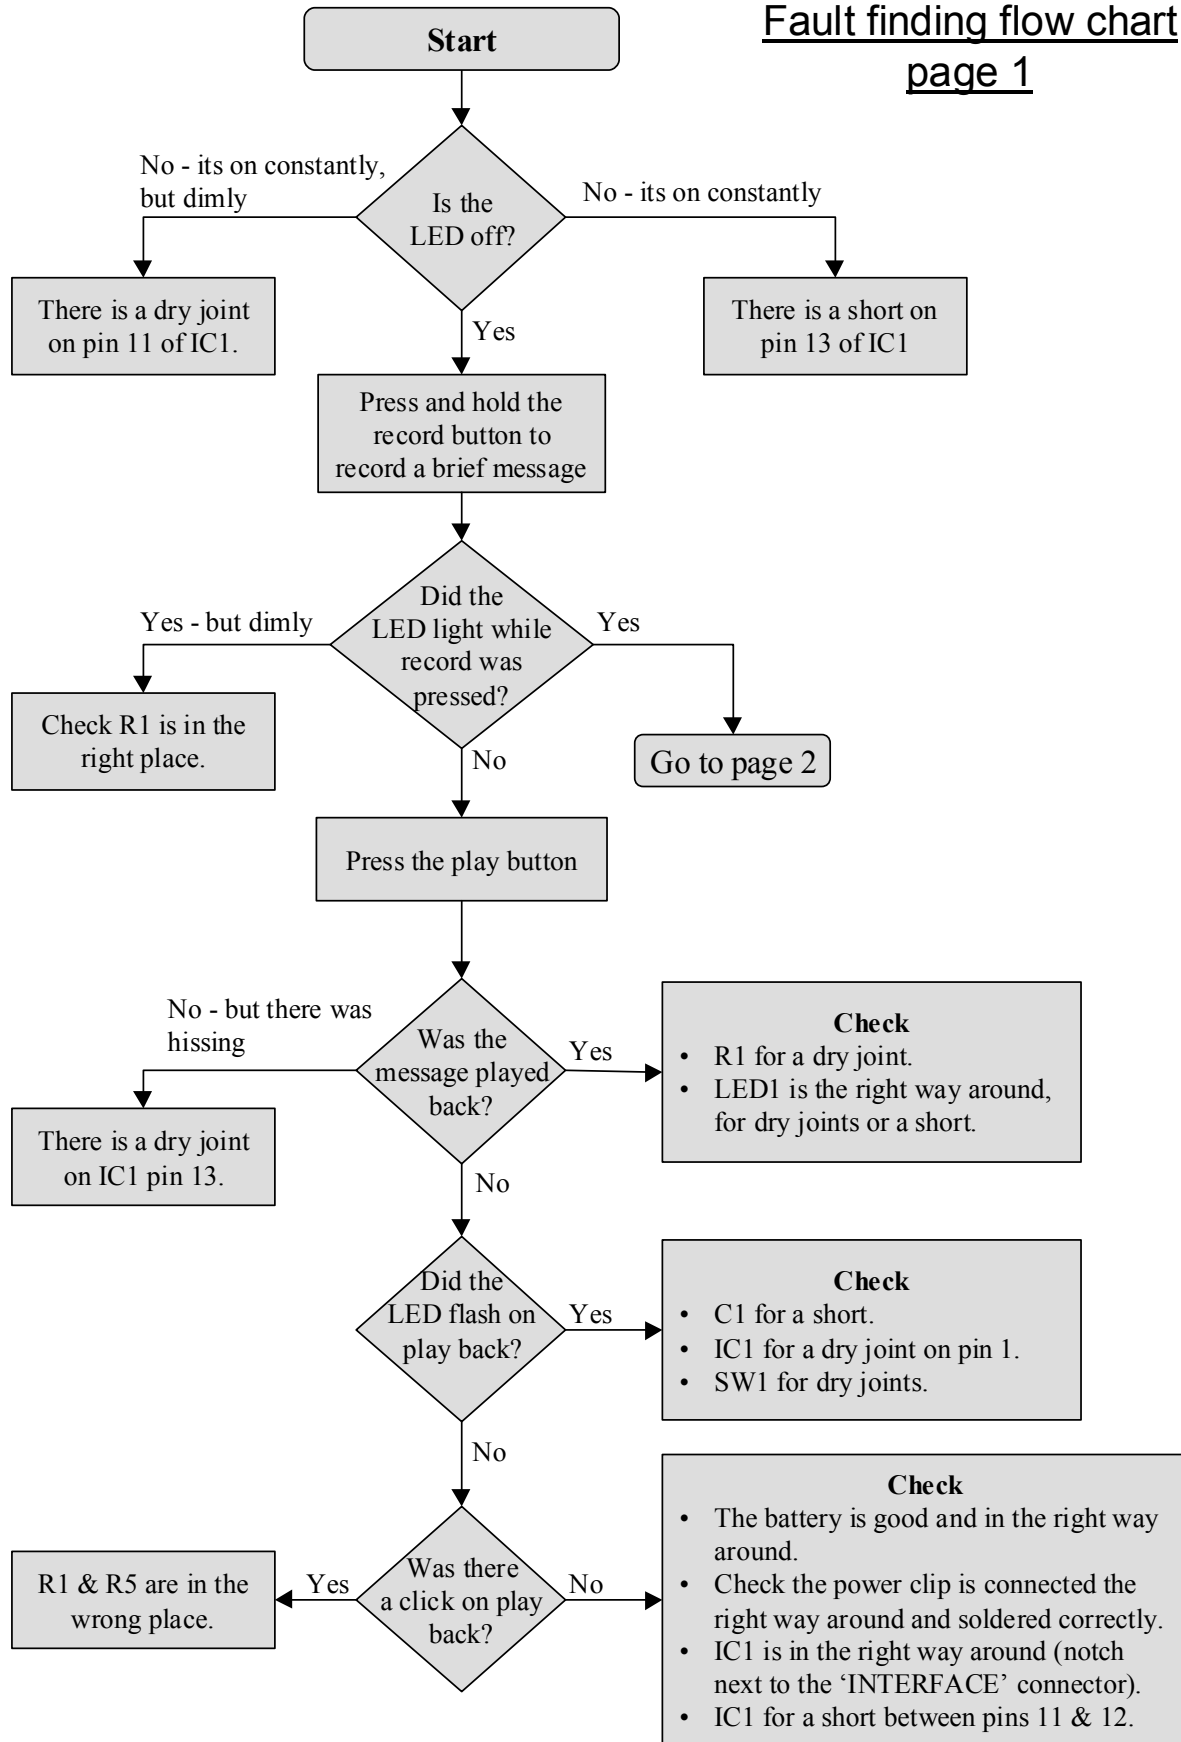 Fault finding flow chart
page 1
Start
No - its on constantly,
but dimly
Is the
LED off?
No - its on constantly
There is a dry joint
on pin 11 of IC1.
Yes
There is a short on
pin 13 of IC1
Press and hold the
record button to
record a brief message
Yes - but dimly
Did the
LED light while
record was
pressed?
Yes
Check R1 is in the
right place.
No
Go to page 2
Press the play button
No - but there was
hissing
Was the
message played
back?
Yes
Check
• R1 for a dry joint.
• LED1 is the right way around,
for dry joints or a short.
There is a dry joint
on IC1 pin 13.
No
Did the
LED flash on
play back?
Yes
Check
• C1 for a short.
• IC1 for a dry joint on pin 1.
• SW1 for dry joints.
No
R1 & R5 are in the
wrong place.
Yes
Was there
a click on play
back?
No
Check
• The battery is good and in the right way
around.
• Check the power clip is connected the
right way around and soldered correctly.
• IC1 is in the right way around (notch
next to the ‘INTERFACE’ connector).
• IC1 for a short between pins 11 & 12.